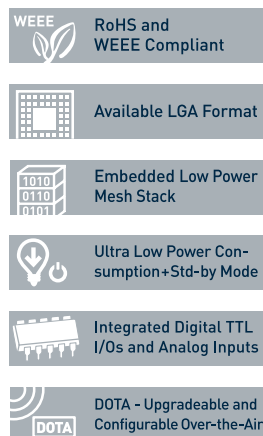 WEEE
RoHS and
WEEE Compliant
Available LGA Format
1010
0110
0101
Embedded Low Power
Mesh Stack
Ultra Low Power Con-
sumption+Std-by Mode
Integrated Digital TTL
I/Os and Analog Inputs
DOTA
DOTA - Upgradeable and
Configurable Over-the-Air